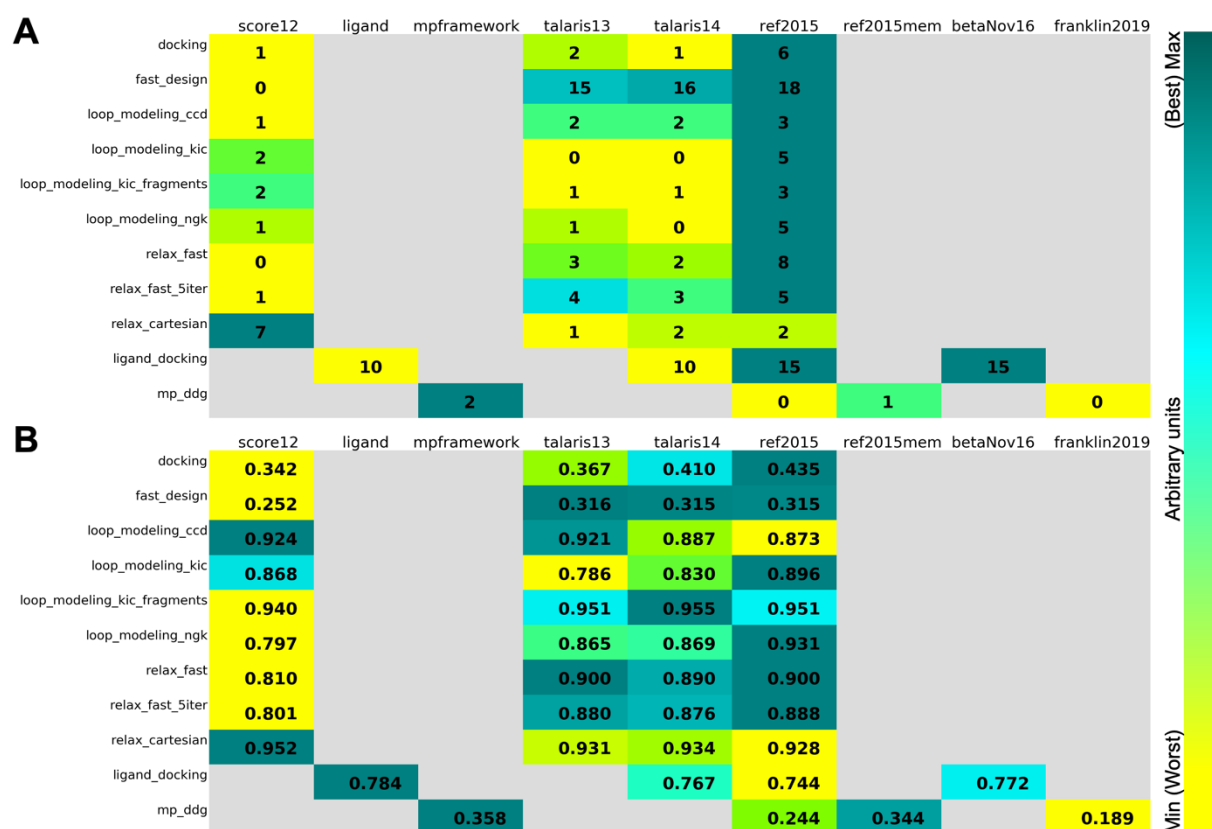 A
score12 ligand mpframework talaris13 talaris14 ref2015 ref2015mem betaNov16 franklin2019
docking 1 2 1 6
fast_design 0 15 16 18
loop_modeling_ccd 1 2 2 3
loop_modeling_kic 2 0 0 5
loop_modeling_kic_fragments 2 1 1 3
loop_modeling_ngk 1 1 0 5
relax_fast 0 3 2 8
relax_fast_5iter 1 4 3 5
relax_cartesian 7 1 2 2
ligand_docking 10 10 15 15
mp_ddg 2 0 1 0
B
score12 ligand mpframework talaris13 talaris14 ref2015 ref2015mem betaNov16 franklin2019
docking 0.342 0.367 0.410 0.435
fast_design 0.252 0.316 0.315 0.315
loop_modeling_ccd 0.924 0.921 0.887 0.873
loop_modeling_kic 0.868 0.786 0.830 0.896
loop_modeling_kic_fragments 0.940 0.951 0.955 0.951
loop_modeling_ngk 0.797 0.865 0.869 0.931
relax_fast 0.810 0.900 0.890 0.900
relax_fast_5iter 0.801 0.880 0.876 0.888
relax_cartesian 0.952 0.931 0.934 0.928
ligand_docking 0.784 0.767 0.744 0.772
mp_ddg 0.358 0.244 0.344 0.189
(Best) Max
Arbitrary units
Min (Worst)